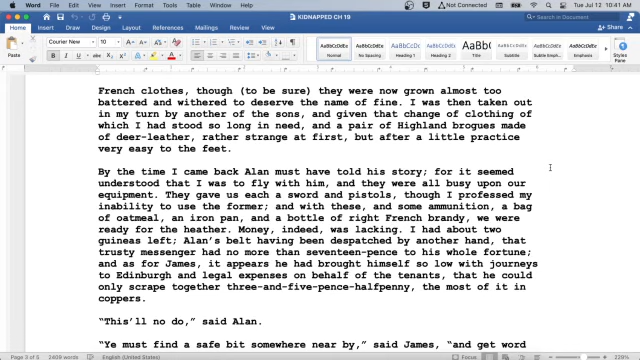 Word File Edit View Insert Format Tools Table Window Help
Not Connected
Tue Jul 12 10:41 AM
KIDNAPPED CH 19
Search in Document
Home Insert Draw Design Layout References Mailings Review View
Share
Paste
Courier New 10
AaBbCcDdEe AaBbCcDdEe AaBbCcDc AaBbCcDdEe AaBb( AaBbCcDdEe AaBbCcDdEe AaBbCcDdEe
Normal No Spacing Heading 1 Heading 2 Title Subtitle Subtle Emph... Emphasis
Styles
Pane
French clothes, though (to be sure) they were now grown almost too
battered and withered to deserve the name of fine. I was then taken out
in my turn by another of the sons, and given that change of clothing of
which I had stood so long in need, and a pair of Highland brogues made
of deer-leather, rather strange at first, but after a little practice
very easy to the feet.
By the time I came back Alan must have told his story; for it seemed
understood that I was to fly with him, and they were all busy upon our
equipment. They gave us each a sword and pistols, though I professed my
inability to use the former; and with these, and some ammunition, a bag
of oatmeal, an iron pan, and a bottle of right French brandy, we were
ready for the heather. Money, indeed, was lacking. I had about two
guineas left; Alan’s belt having been despatched by another hand, that
trusty messenger had no more than seventeen-pence to his whole fortune;
and as for James, it appears he had brought himself so low with journeys
to Edinburgh and legal expenses on behalf of the tenants, that he could
only scrape together three-and-five-pence-halfpenny, the most of it in
coppers.
“This’ll no do,” said Alan.
“Ye must find a safe bit somewhere near by,” said James, “and get word
Page 3 of 5 2409 words English (United States) Focus 229%